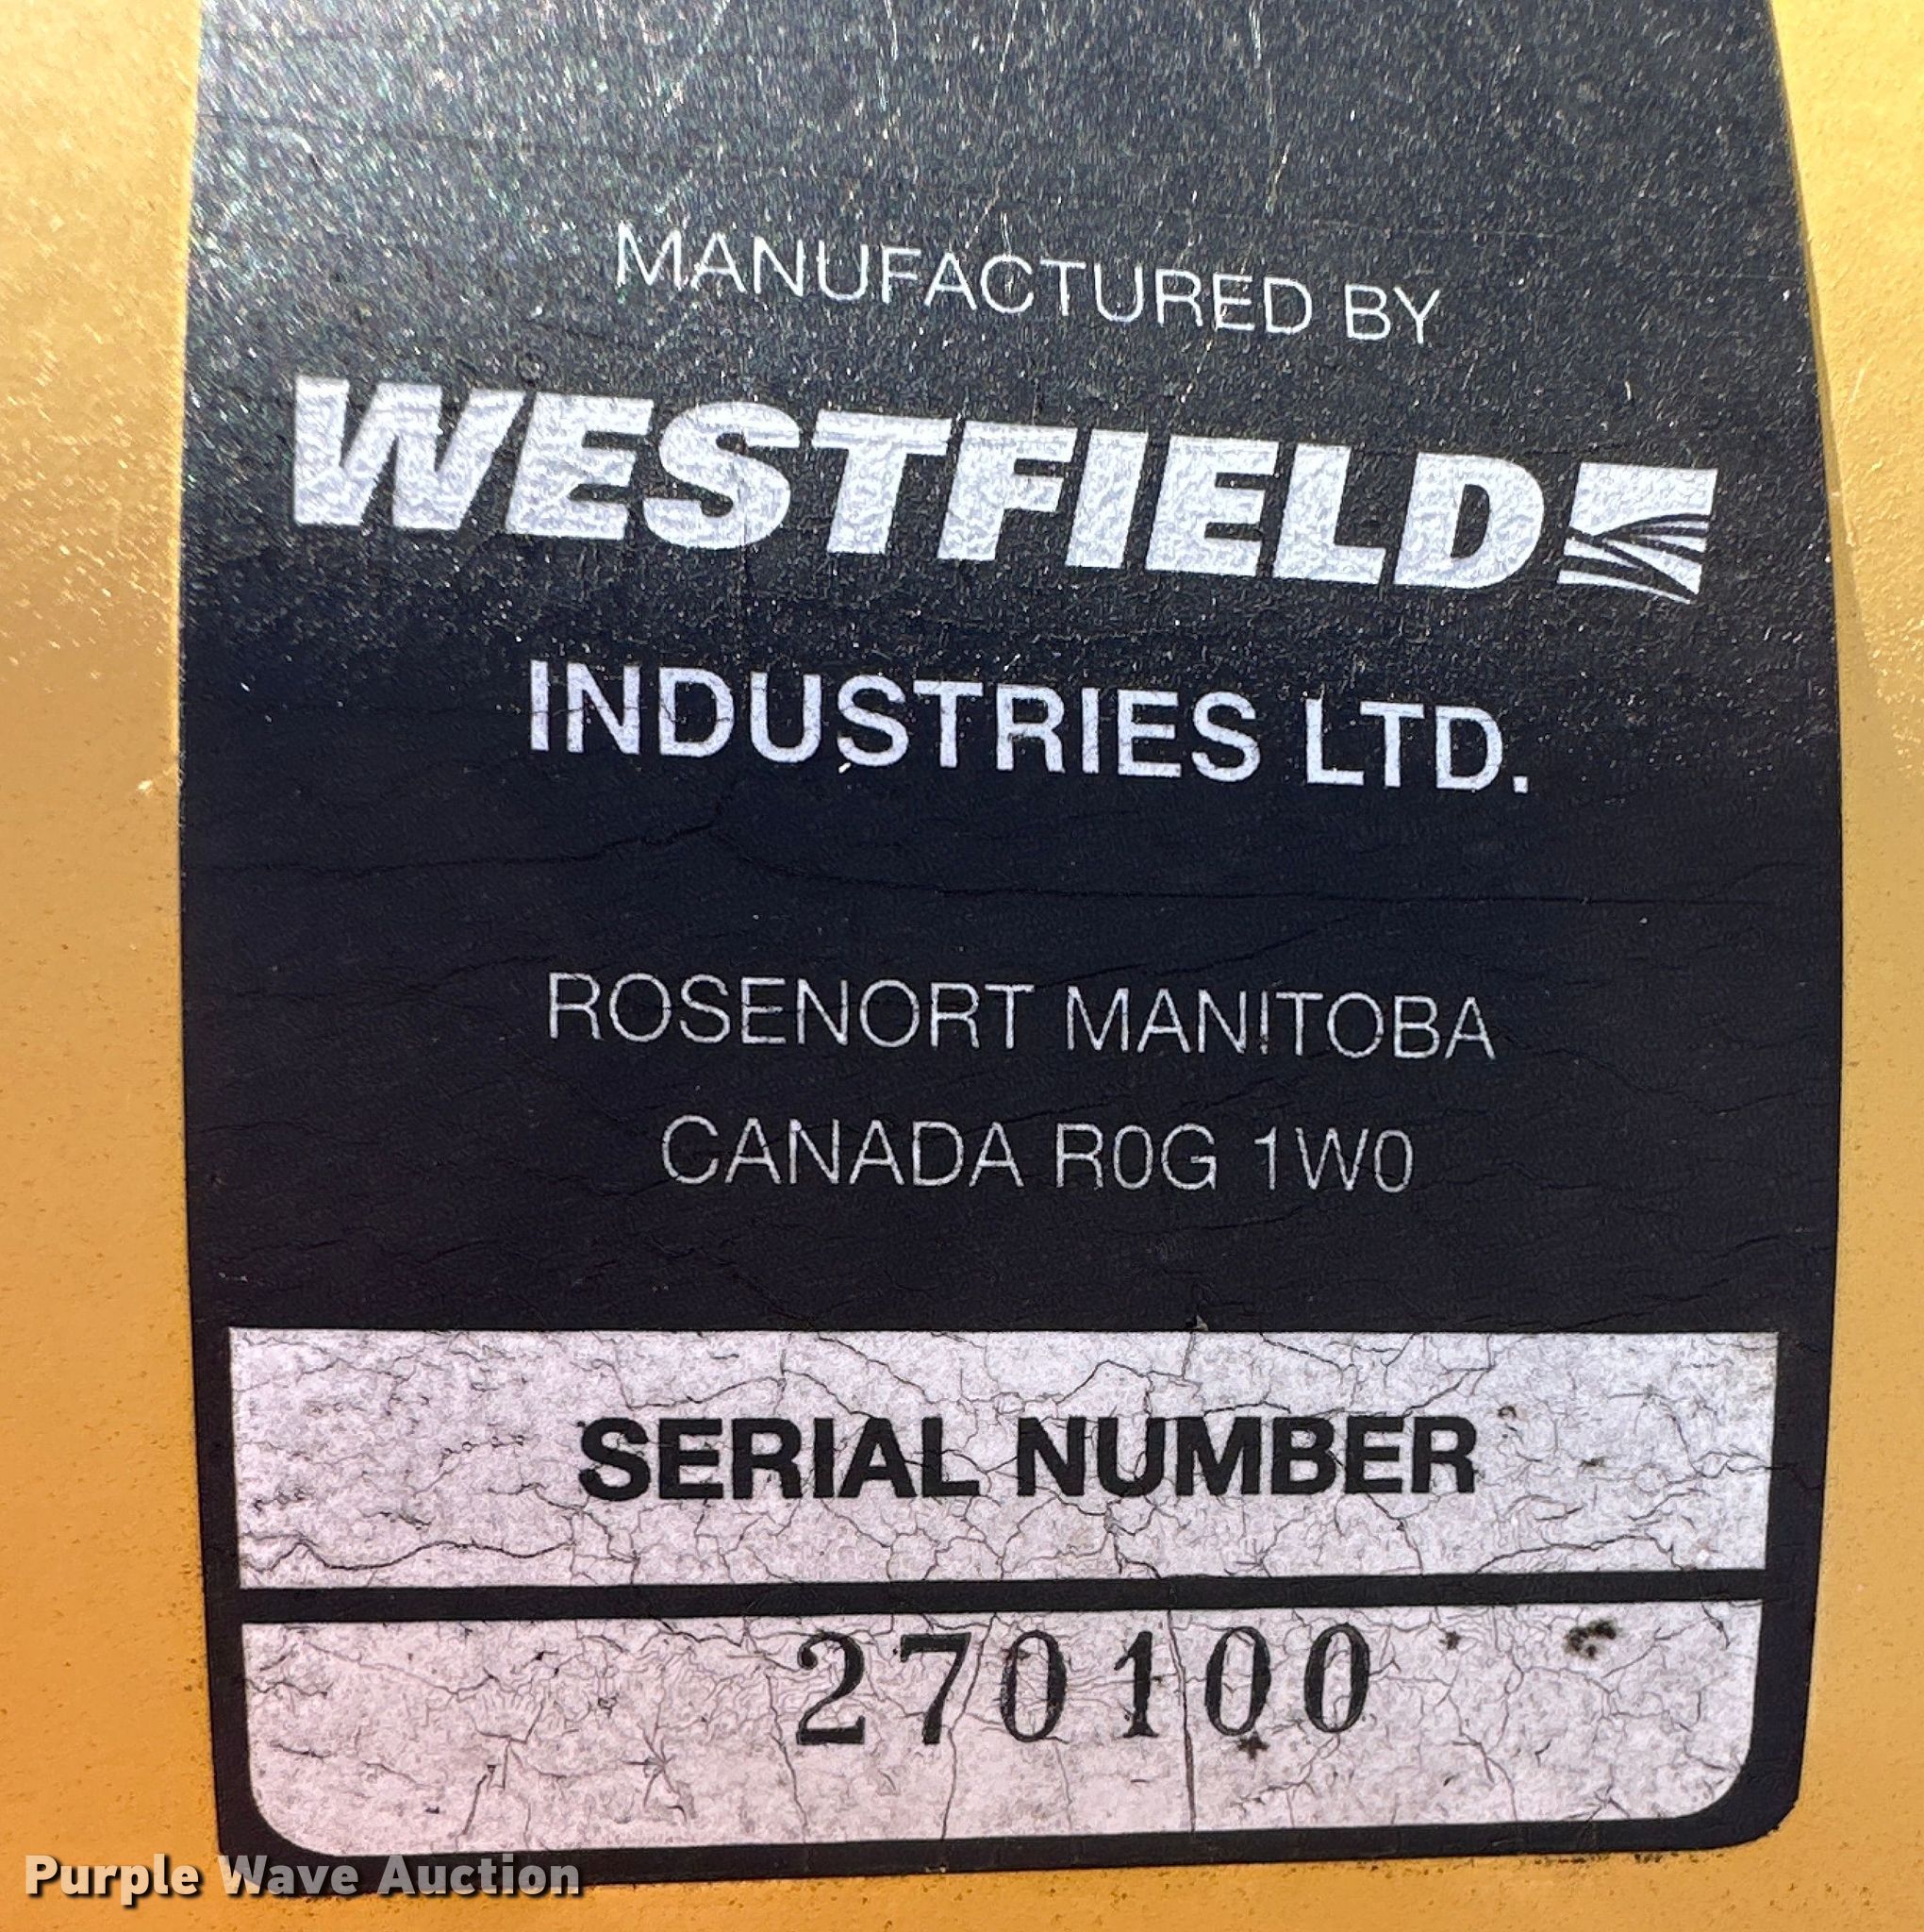 MANUFACTURED BY
WESTFIELD
INDUSTRIES LTD.
ROSENORT MANITOBA
CANADA R0G 1W0
SERIAL NUMBER
270100
Purple Wave Auction